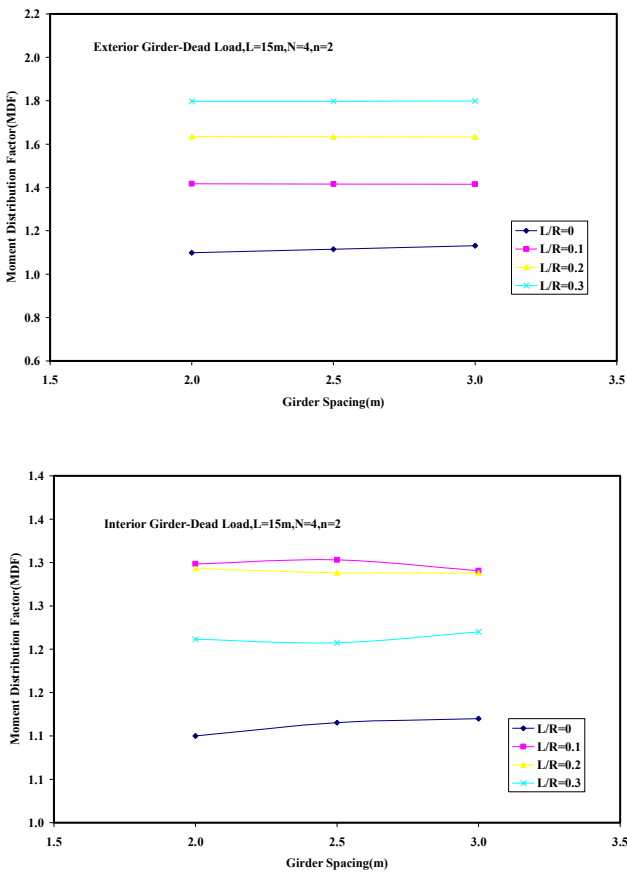 2.2
Exterior Girder-Dead Load,L=15m,N=4,n=2
2.0
1.8
1.6
1.4
1.2
1.0
0.8
0.6
Moment Distribution Factor(MDF)
L/R=0
L/R=0.1
L/R=0.2
L/R=0.3
1.5 2.0 2.5 3.0 3.5
Girder Spacing(m)
1.4
Interior Girder-Dead Load,L=15m,N=4,n=2
1.4
1.3
1.3
1.2
1.2
1.1
1.1
1.0
Moment Distribution Factor(MDF)
L/R=0
L/R=0.1
L/R=0.2
L/R=0.3
1.5 2.0 2.5 3.0 3.5
Girder Spacing(m)